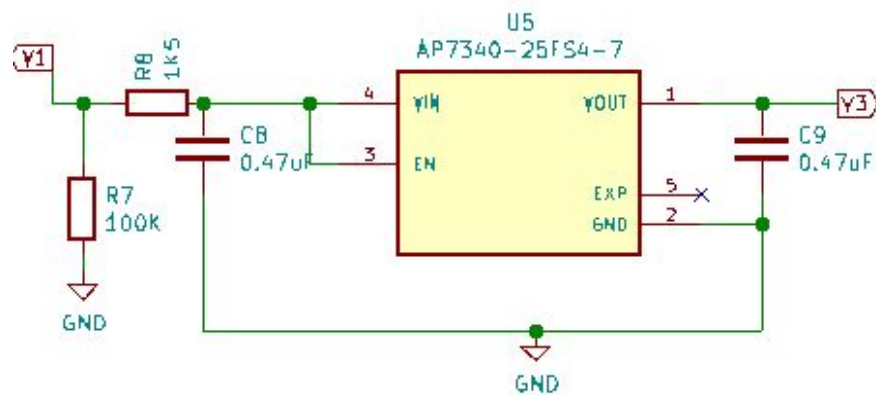 U5
AP7340-25FS4-7
V1
R8
1K5
4
VIN
VOUT
1
V3
C8
0.47uF
3
EN
C9
0.47uF
R7
100K
EXP
5
GND
2
GND
GND